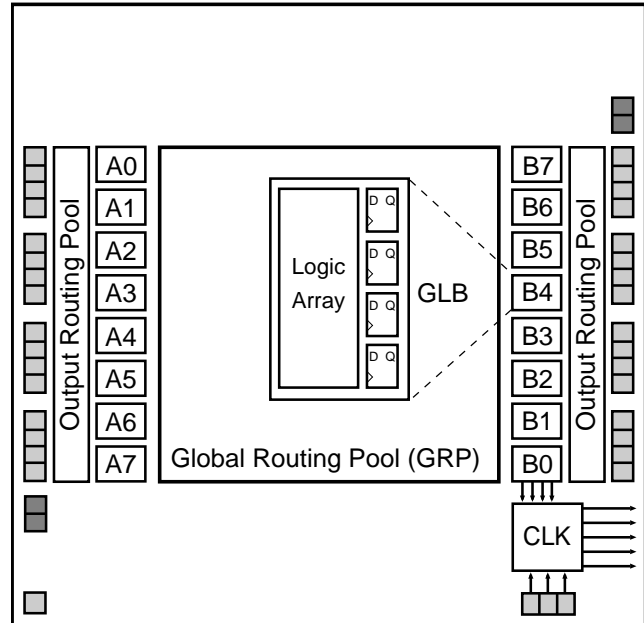 Output Routing Pool
A0
A1
A2
A3
A4
A5
A6
A7
Logic
Array
D Q
D Q
D Q
D Q
GLB
Global Routing Pool (GRP)
B7
B6
B5
B4
B3
B2
B1
B0
Output Routing Pool
CLK